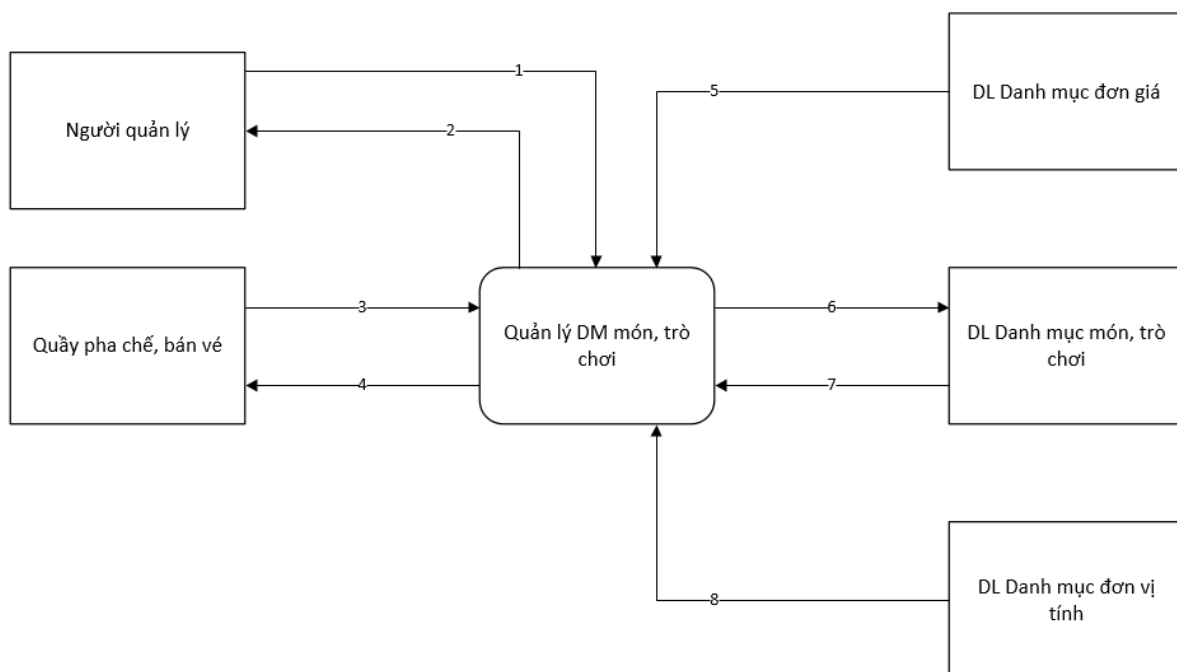 1
5
DL Danh mục đơn giá
Người quản lý
2
3
6
Quầy pha chế, bán vé
Quản lý DM món, trò
chơi
DL Danh mục món, trò
chơi
4
7
DL Danh mục đơn vị
tính
8